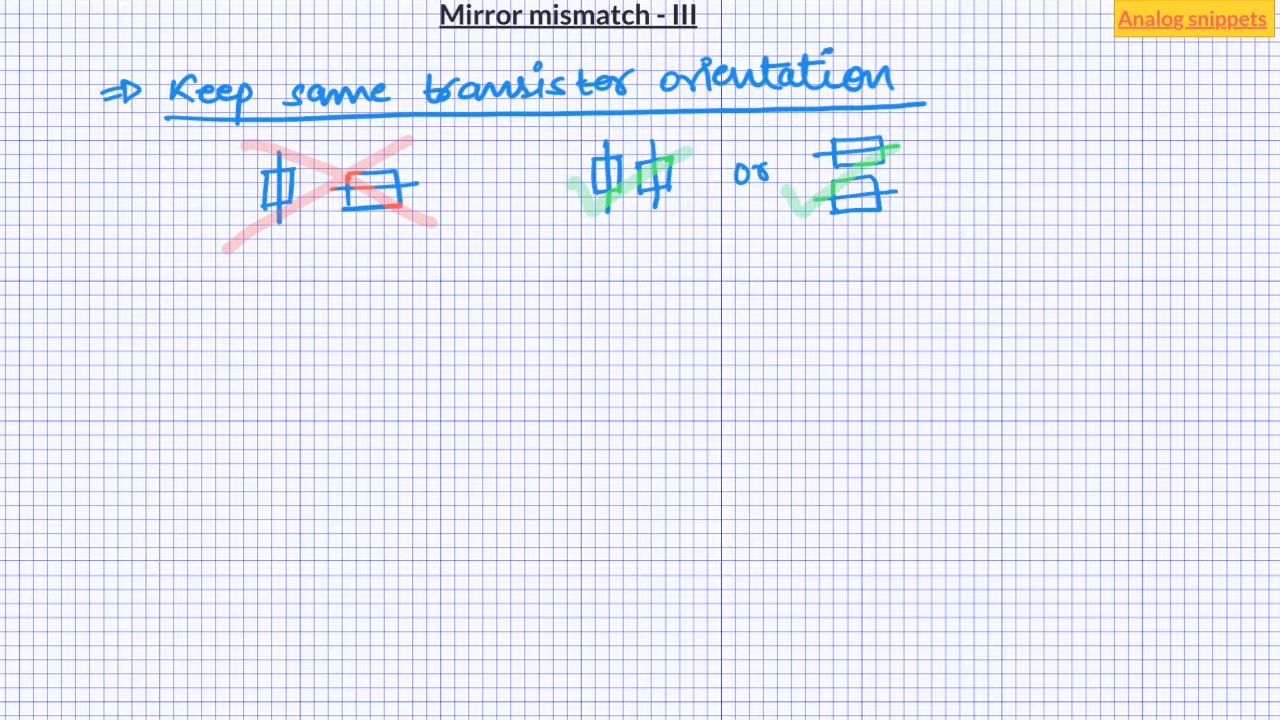 Mirror mismatch - III
Analog snippets
⇒ Keep same transistor orientation
or